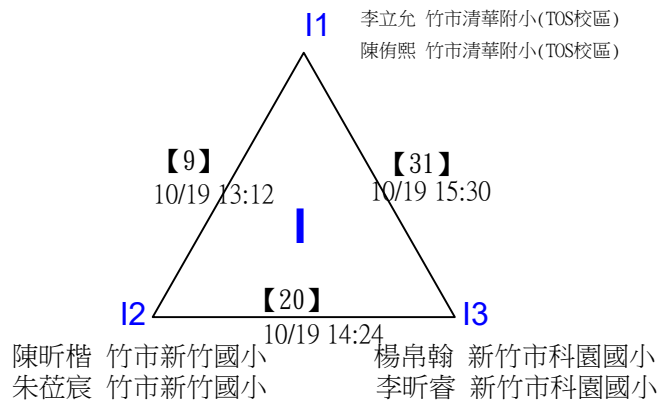 I1 李立允 竹市清華附小(TOS校區)
陳侑熙 竹市清華附小(TOS校區)
【9】
10/19 13:12
【31】
10/19 15:30
I
【20】
10/19 14:24
I2
I3
陳昕楷 竹市新竹國小
朱莅宸 竹市新竹國小
楊帛翰 新竹市科園國小
李昕睿 新竹市科園國小